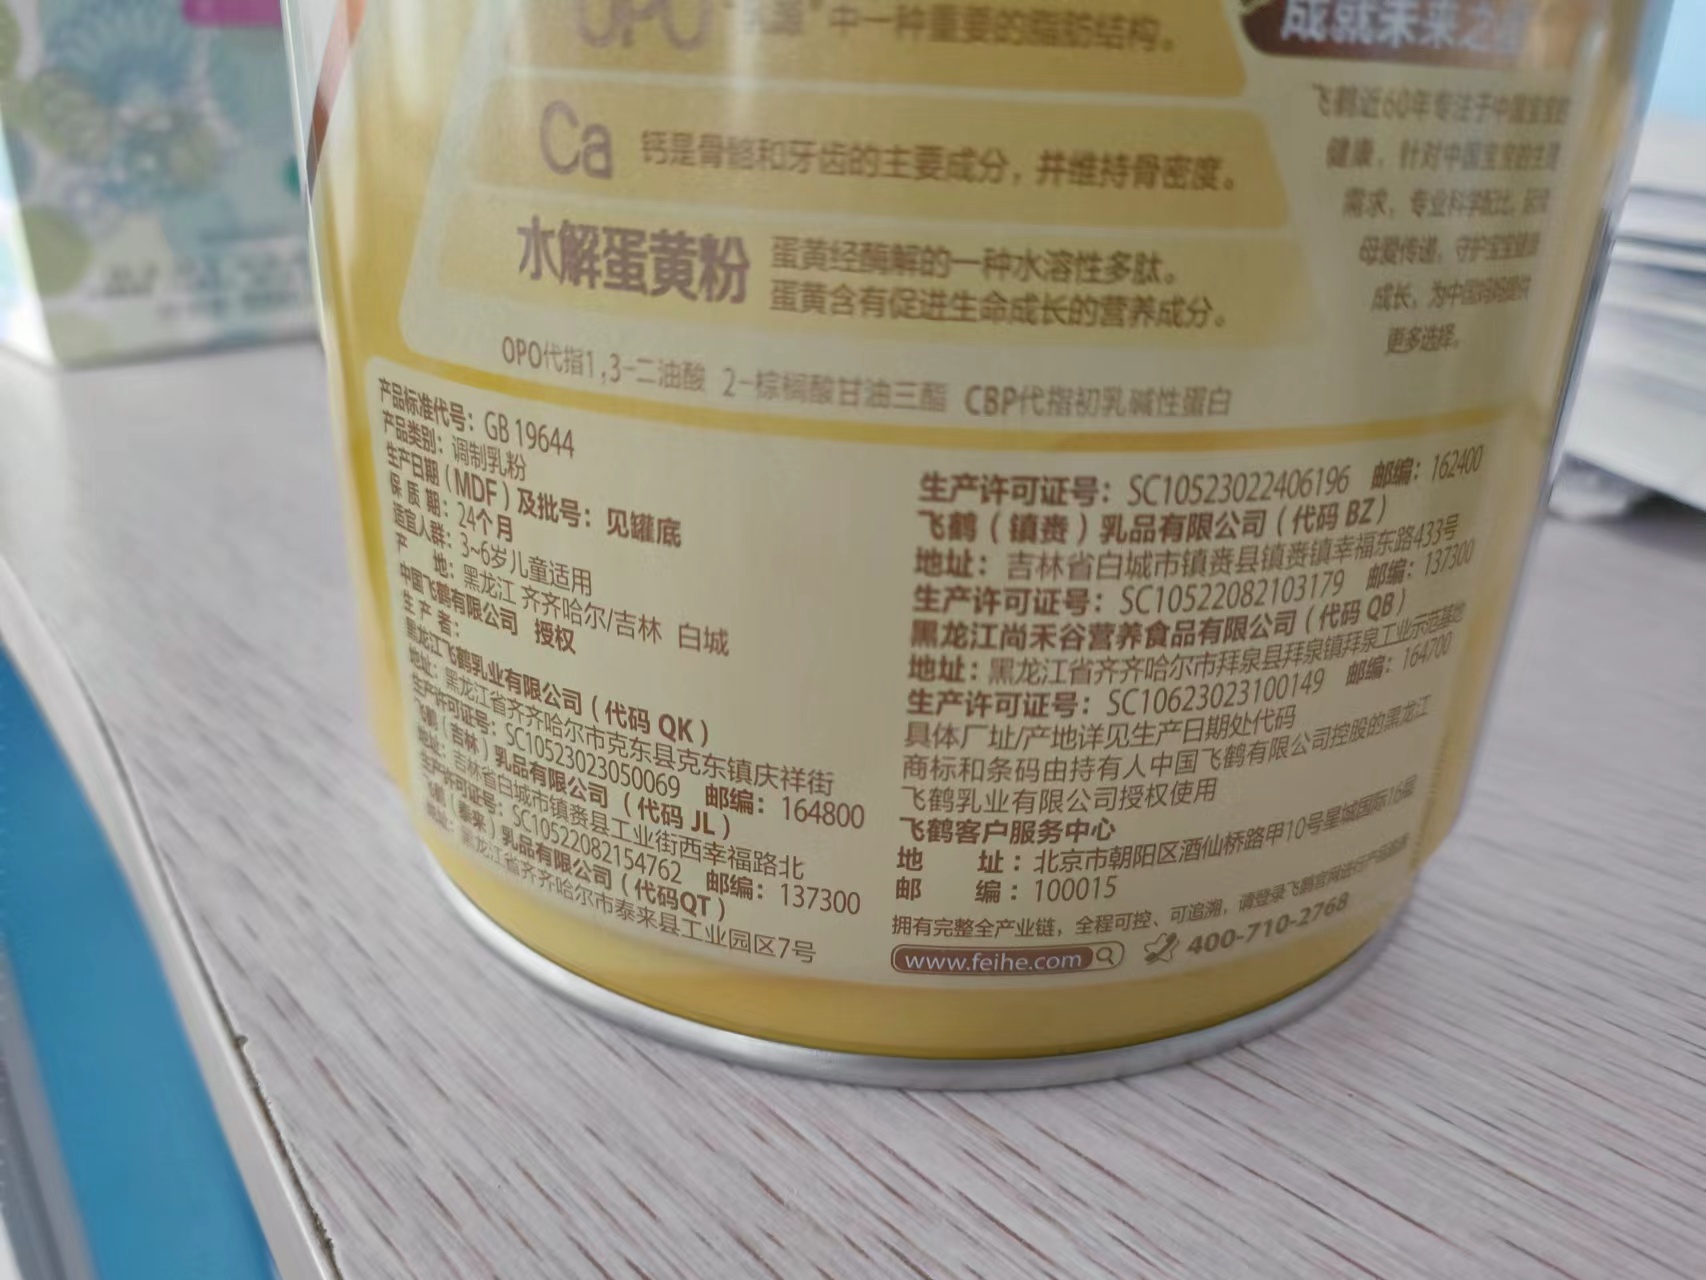 OPO
中一种重要的脂肪结构。
Ca 钙是骨骼和牙齿的主要成分，并维持骨密度。
水解蛋黄粉
蛋黄经酶解的一种水溶性多肽。
蛋黄含有促进生命成长的营养成分。
OPO代指1,3-二油酸 2-棕榈酸甘油三酯 CBP代指初乳碱性蛋白
成就未来之
飞鹤近60年专注于中国宝宝的
健康，针对中国宝宝的生理
需求，专业科学配比，延续
母爱传递，守护宝宝健康
成长，为中国妈妈提供
更多选择。
产品标准代号：GB 19644
产品类别：调制乳粉
生产日期（MDF）及批号：见罐底
保质期：24个月
适宜人群：3~6岁儿童适用
产地：黑龙江 齐齐哈尔/吉林 白城
中国飞鹤有限公司 授权
生产者：
黑龙江飞鹤乳业有限公司（代码 QK）
地址：黑龙江省齐齐哈尔市克东县克东镇庆祥街
生产许可证号：SC10523023050069 邮编：164800
飞鹤（吉林）乳品有限公司（代码 JL）
地址：吉林省白城市镇赉县工业街西幸福路北
生产许可证号：SC10522082154762 邮编：137300
飞鹤（泰来）乳品有限公司（代码QT）
地址：黑龙江省齐齐哈尔市泰来县工业园区7号
生产许可证号：SC10523022406196 邮编：162400
飞鹤（镇赉）乳品有限公司（代码 BZ）
地址：吉林省白城市镇赉县镇赉镇幸福东路433号
生产许可证号：SC10522082103179 邮编：137300
黑龙江尚禾谷营养食品有限公司（代码 QB）
地址：黑龙江省齐齐哈尔市拜泉县拜泉镇拜泉工业示范基地
生产许可证号：SC10623023100149 邮编：164700
具体厂址/产地详见生产日期处代码
商标和条码由持有人中国飞鹤有限公司控股的黑龙江
飞鹤乳业有限公司授权使用
飞鹤客户服务中心
地址：北京市朝阳区酒仙桥路甲10号星城国际16层
邮编：100015
拥有完整全产业链，全程可控、可追溯，请登录飞鹤官网进行产品追溯
www.feihe.com 400-710-2768